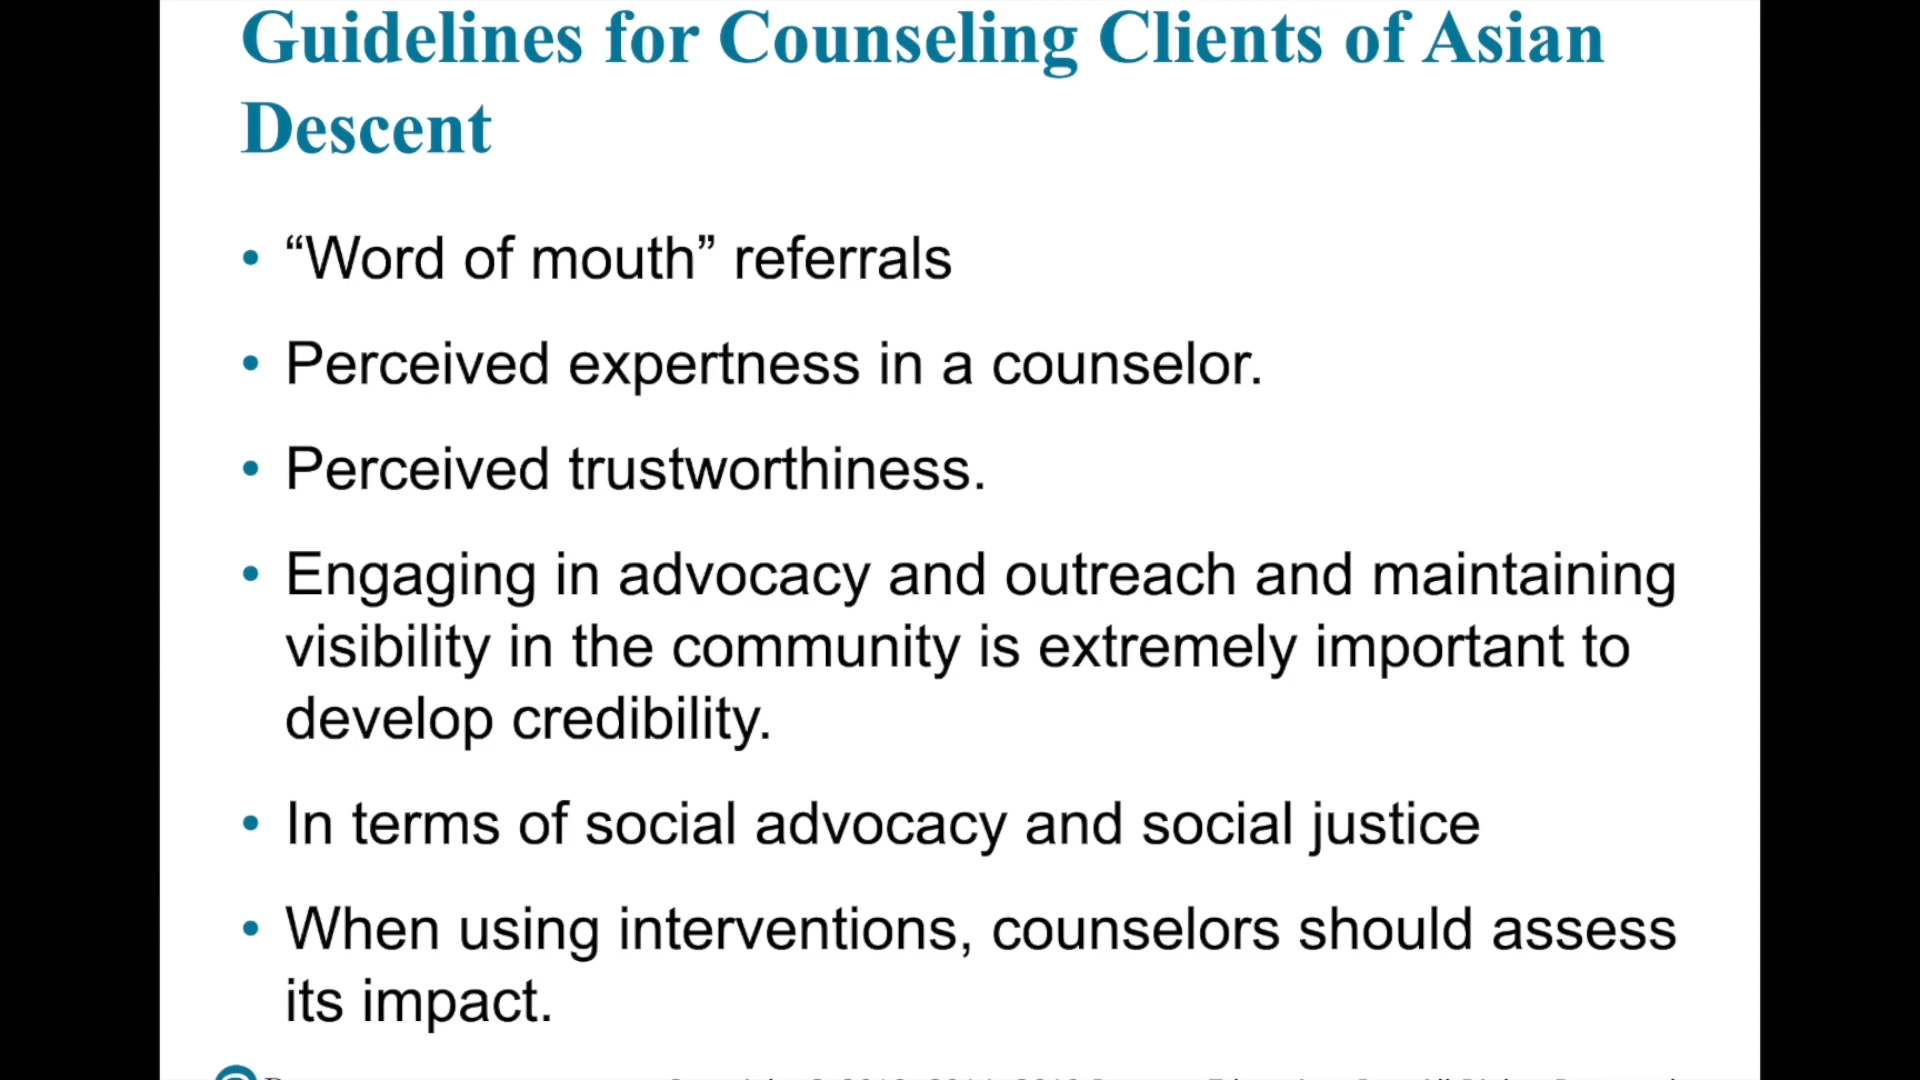 Guidelines for Counseling Clients of Asian
Descent
• “Word of mouth” referrals
• Perceived expertness in a counselor.
• Perceived trustworthiness.
• Engaging in advocacy and outreach and maintaining
visibility in the community is extremely important to
develop credibility.
• In terms of social advocacy and social justice
• When using interventions, counselors should assess
its impact.